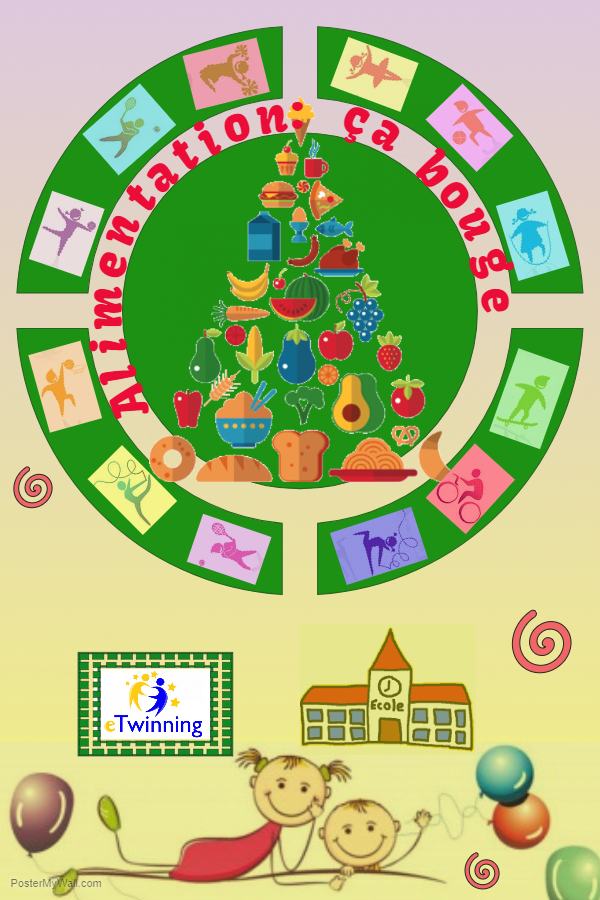 Alimentation, ça bouge
eTwinning
Ecole
PosterMyWall.com